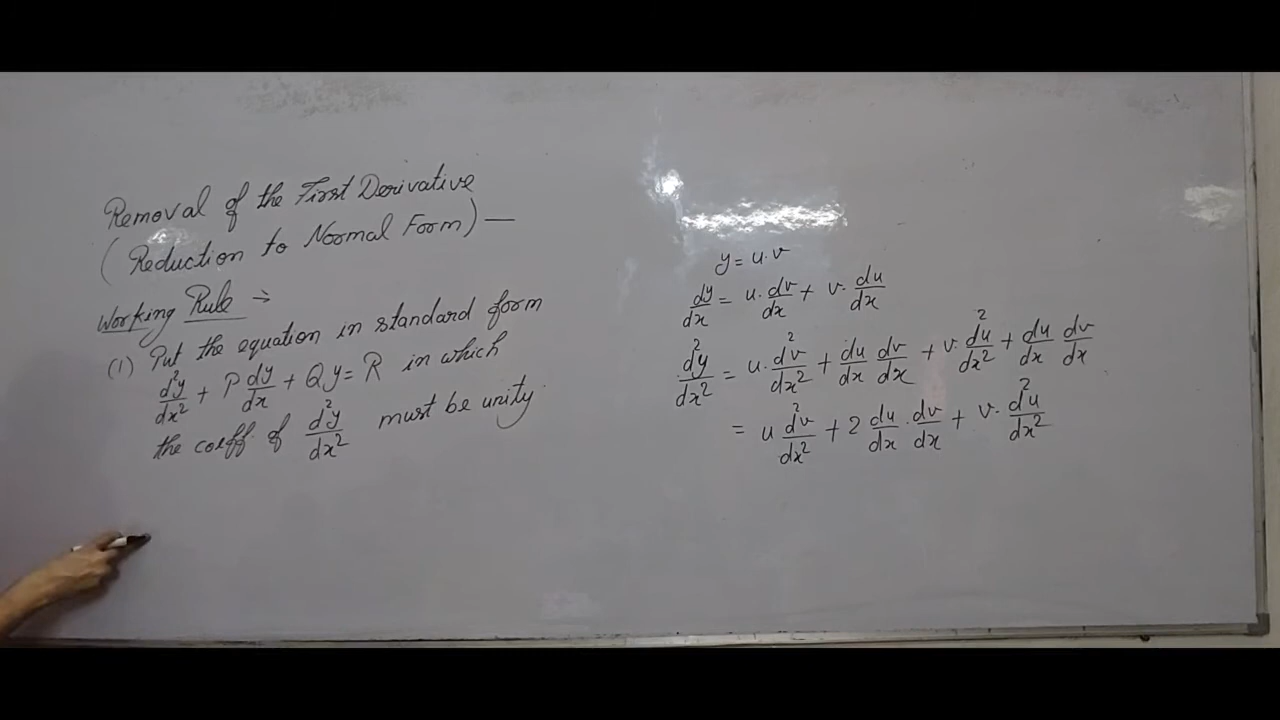 Removal of the First Derivative
(Reduction to Normal Form) —
Working Rule →
(1) Put the equation in standard form
d²y/dx² + P dy/dx + Qy = R in which
the coeff. of d²y/dx² must be unity
y = u.v
dy/dx = u. dv/dx + v. du/dx
d²y/dx² = u. d²v/dx² + du/dx dv/dx + v. d²u/dx² + du/dx dv/dx
= u d²v/dx² + 2 du/dx . dv/dx + v. d²u/dx²